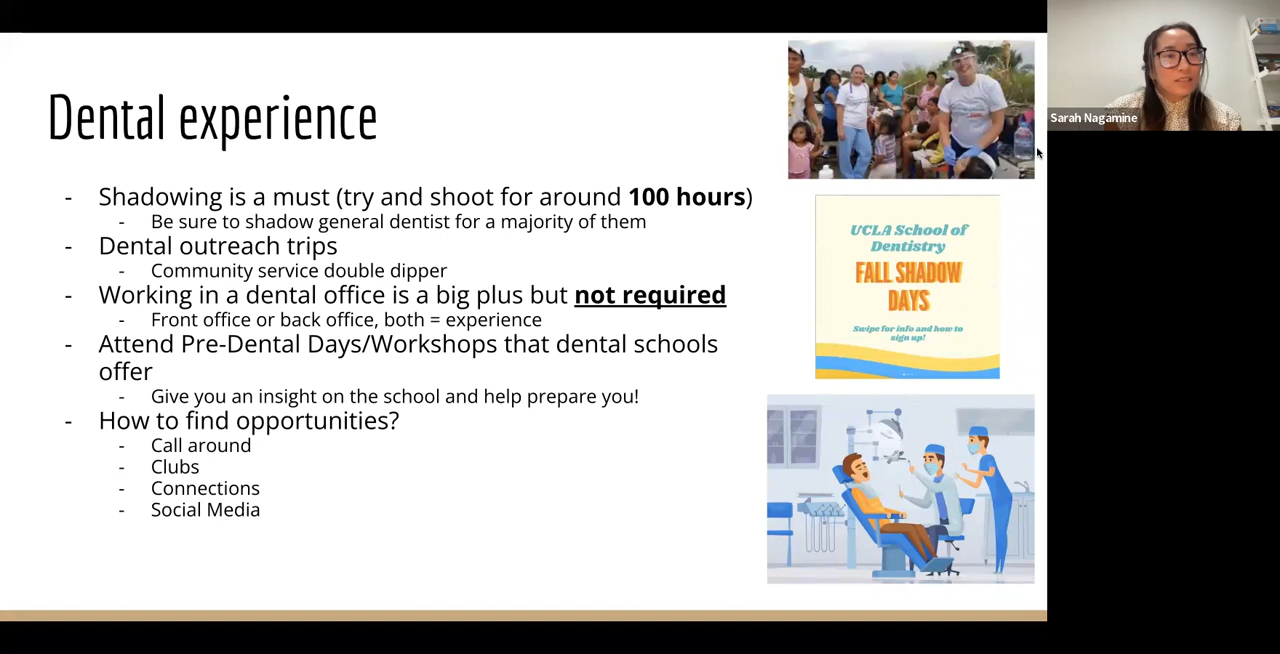 Dental experience
- Shadowing is a must (try and shoot for around 100 hours)
- Be sure to shadow general dentist for a majority of them
- Dental outreach trips
- Community service double dipper
- Working in a dental office is a big plus but not required
- Front office or back office, both = experience
- Attend Pre-Dental Days/Workshops that dental schools
offer
- Give you an insight on the school and help prepare you!
- How to find opportunities?
- Call around
- Clubs
- Connections
- Social Media
UCLA School of
Dentistry
FALL SHADOW
DAYS
Swipe for info and how to
sign up!
Sarah Nagamine